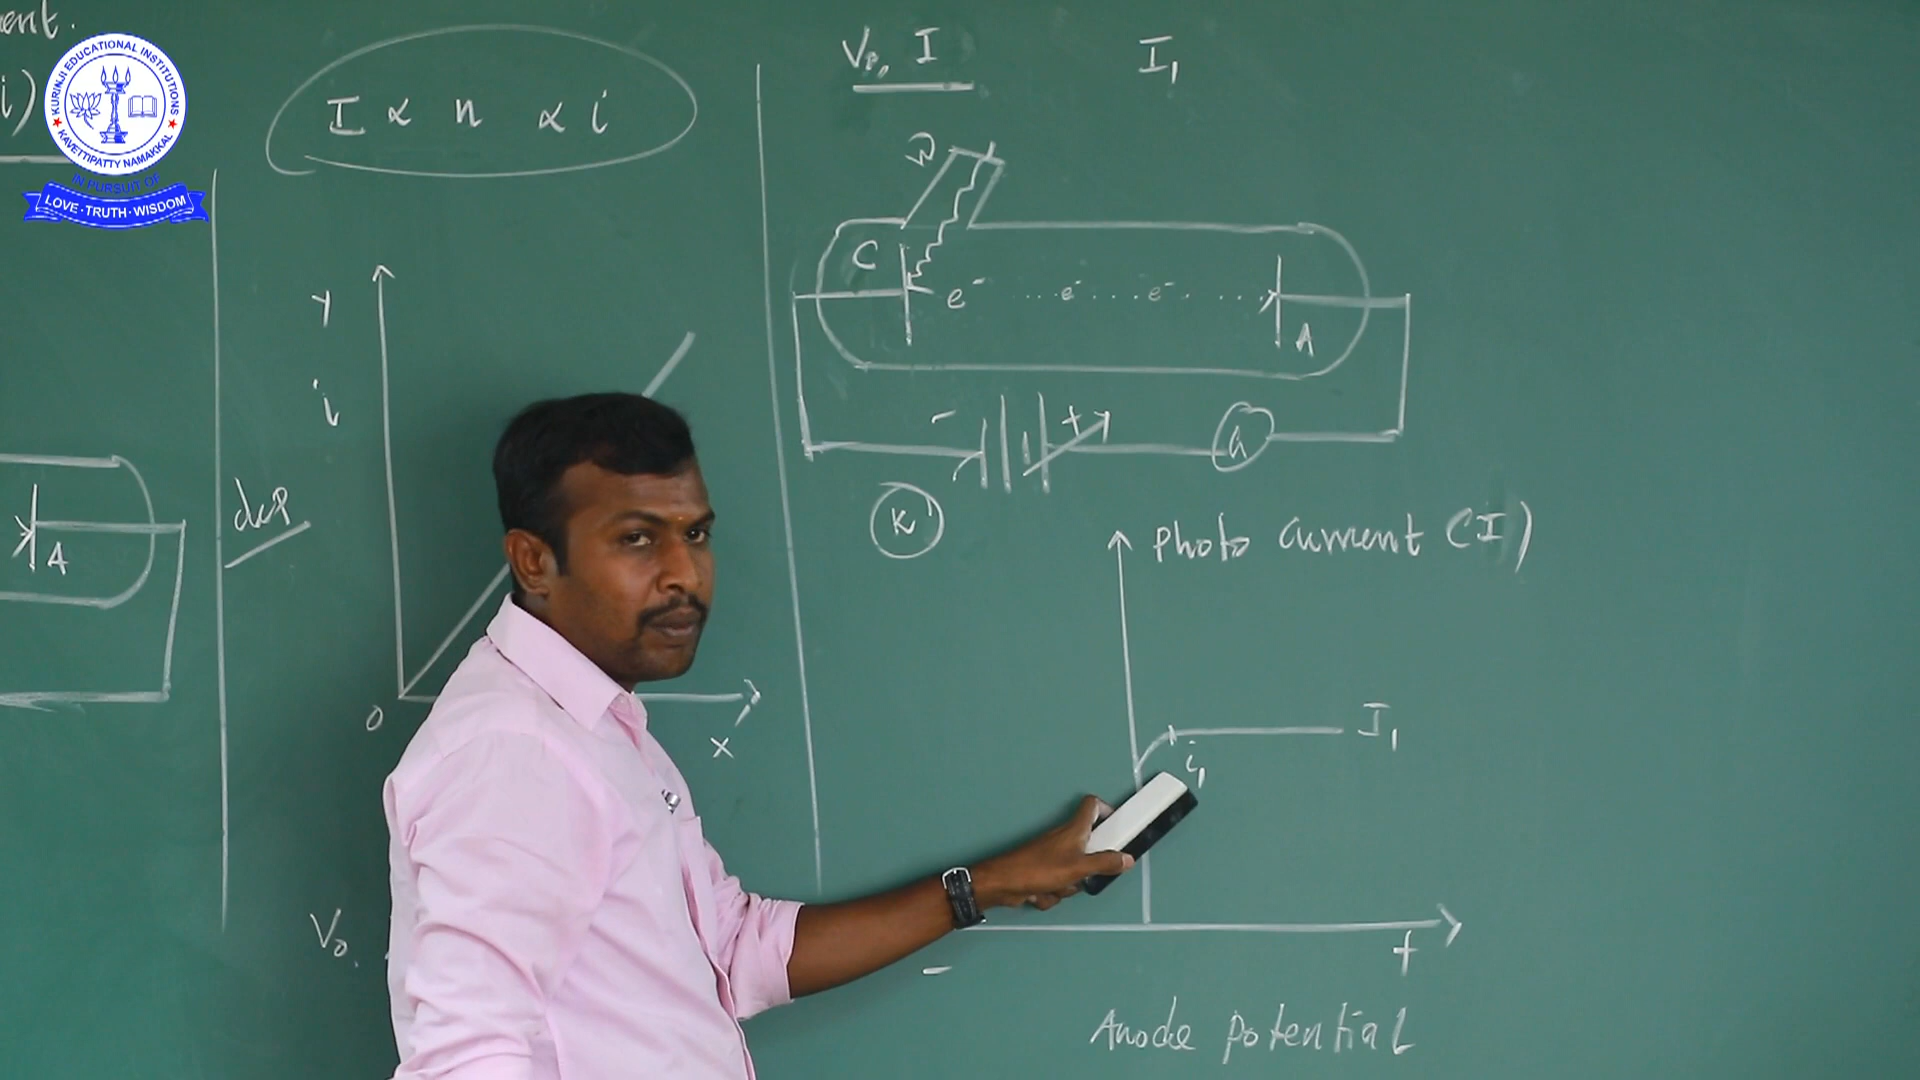 ent.
i)
KURINJI EDUCATIONAL INSTITUTIONS
KAVETTIPATTY NAMAKKAL
IN PURSUIT OF
LOVE · TRUTH · WISDOM
A
I ∝ n ∝ i
y
i
0
x
V₀,
I
I₁
W
C
e⁻ .... e⁻ ... e⁻ .....
A
- +
G
K
Photo current (I)
I₁
i₁
- +
Anode potential